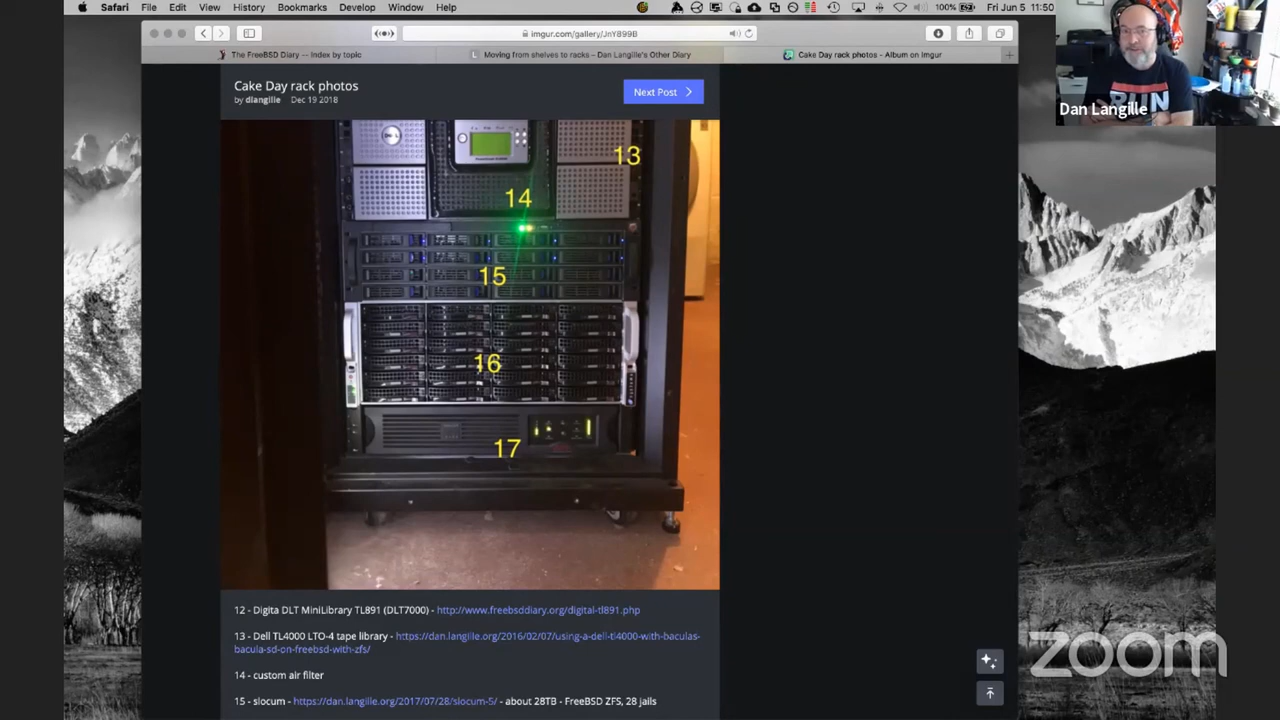 Safari File Edit View History Bookmarks Develop Window Help
100%
Fri Jun 5 11:50
imgur.com/gallery/JnY899B
The FreeBSD Diary -- Index by topic
Moving from shelves to racks – Dan Langille's Other Diary
Cake Day rack photos - Album on Imgur
Cake Day rack photos
by dlangille Dec 19 2018
Next Post
RUN
Dan Langille
DELL
13
14
15
16
17
12 - Digita DLT MiniLibrary TL891 (DLT7000) - http://www.freebsddiary.org/digital-tl891.php
13 - Dell TL4000 LTO-4 tape library - https://dan.langille.org/2016/02/07/using-a-dell-tl4000-with-baculas-
bacula-sd-on-freebsd-with-zfs/
14 - custom air filter
15 - slocum - https://dan.langille.org/2017/07/28/slocum-5/ - about 28TB - FreeBSD ZFS, 28 jails
zoom